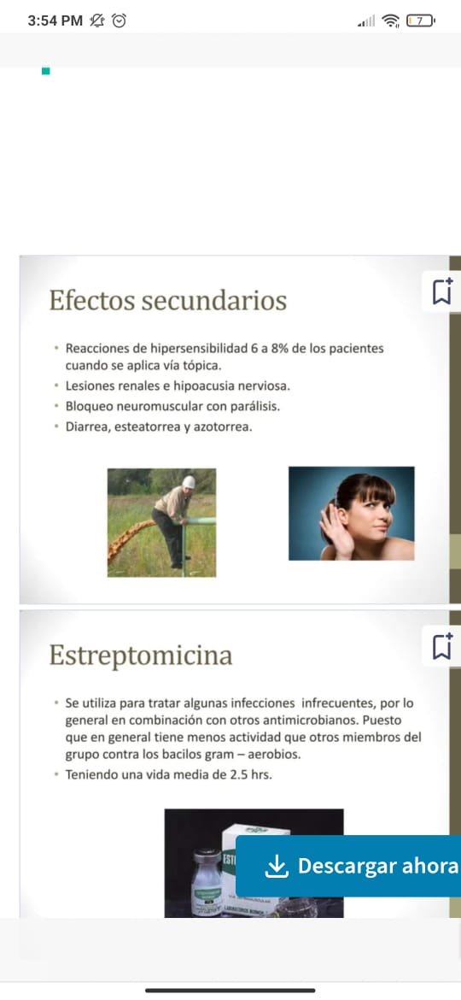 3:54 PM
7
Efectos secundarios
• Reacciones de hipersensibilidad 6 a 8% de los pacientes
cuando se aplica vía tópica.
• Lesiones renales e hipoacusia nerviosa.
• Bloqueo neuromuscular con parálisis.
• Diarrea, esteatorrea y azotorrea.
Estreptomicina
• Se utiliza para tratar algunas infecciones infrecuentes, por lo
general en combinación con otros antimicrobianos. Puesto
que en general tiene menos actividad que otros miembros del
grupo contra los bacilos gram – aerobios.
• Teniendo una vida media de 2.5 hrs.
Descargar ahora